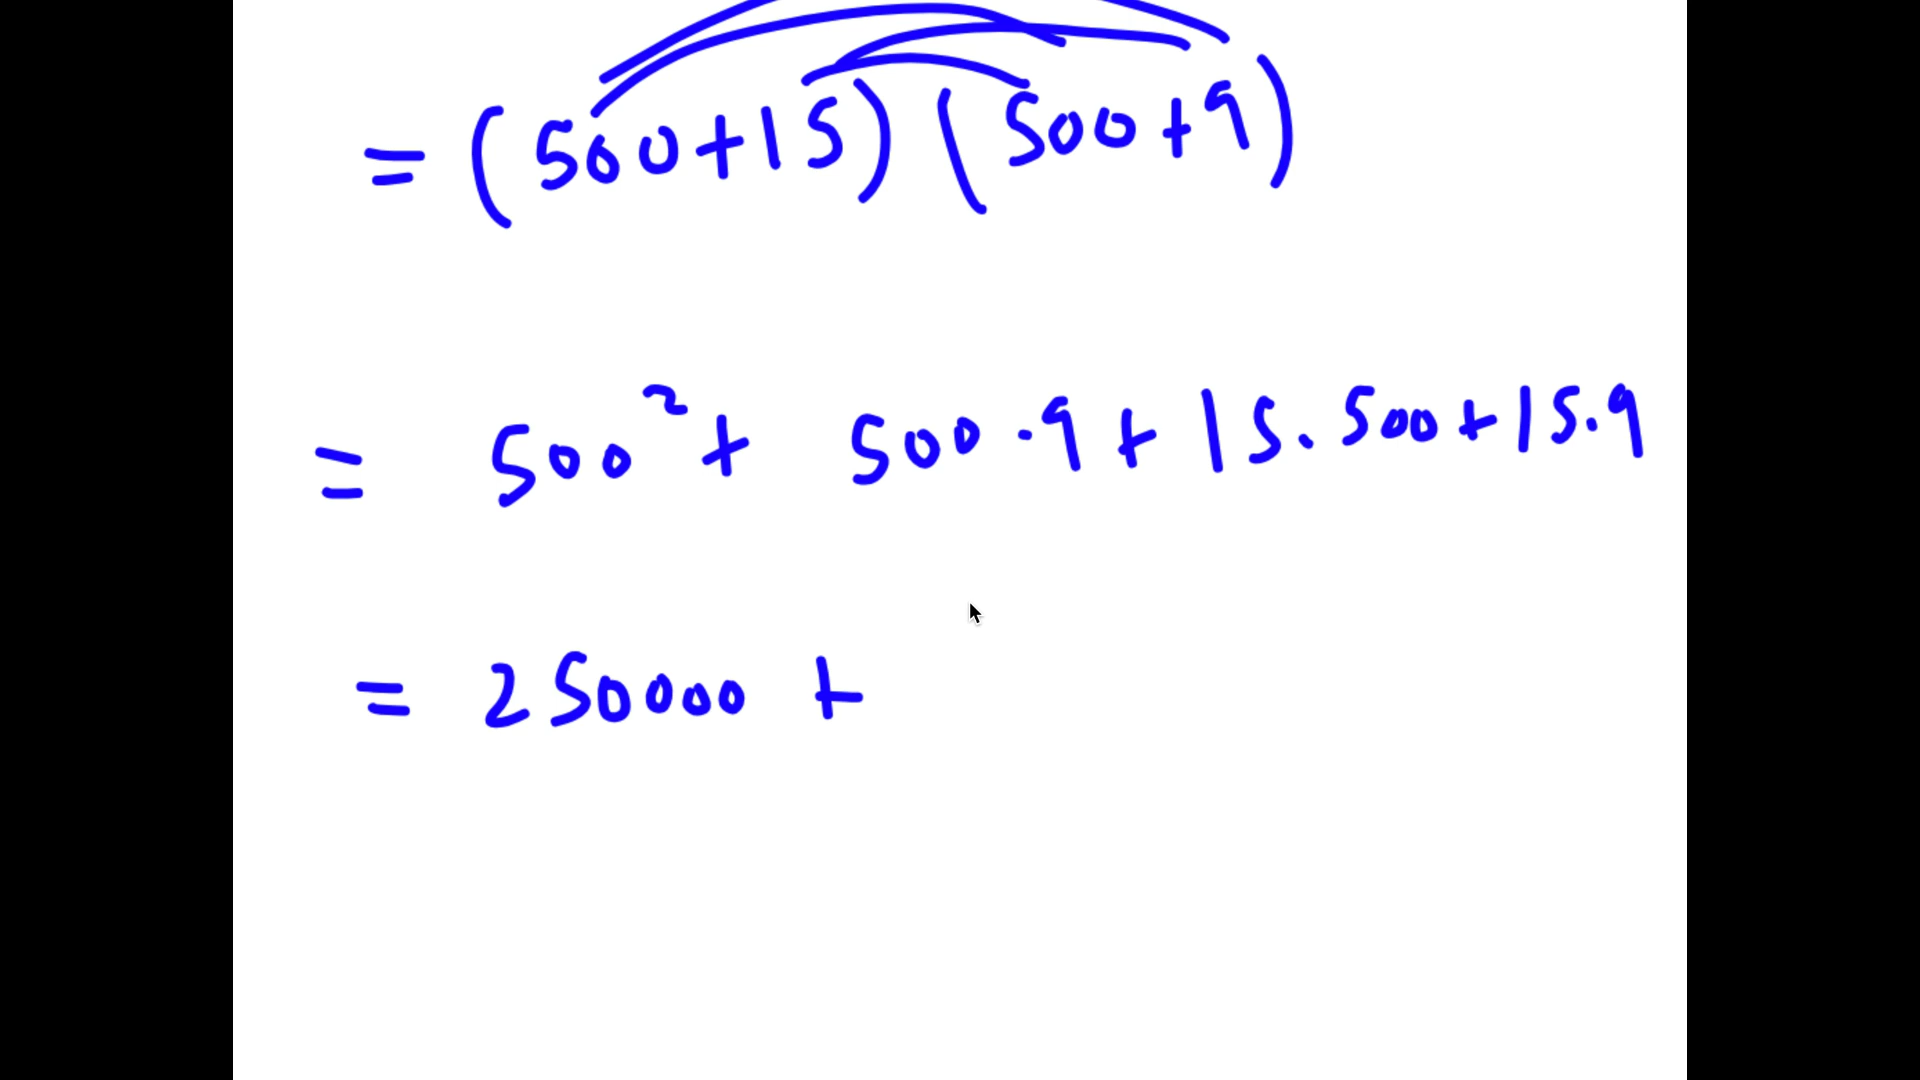 = (500+15) (500+9)
= 500² + 500·9 + 15.500+15.9
= 250000 +